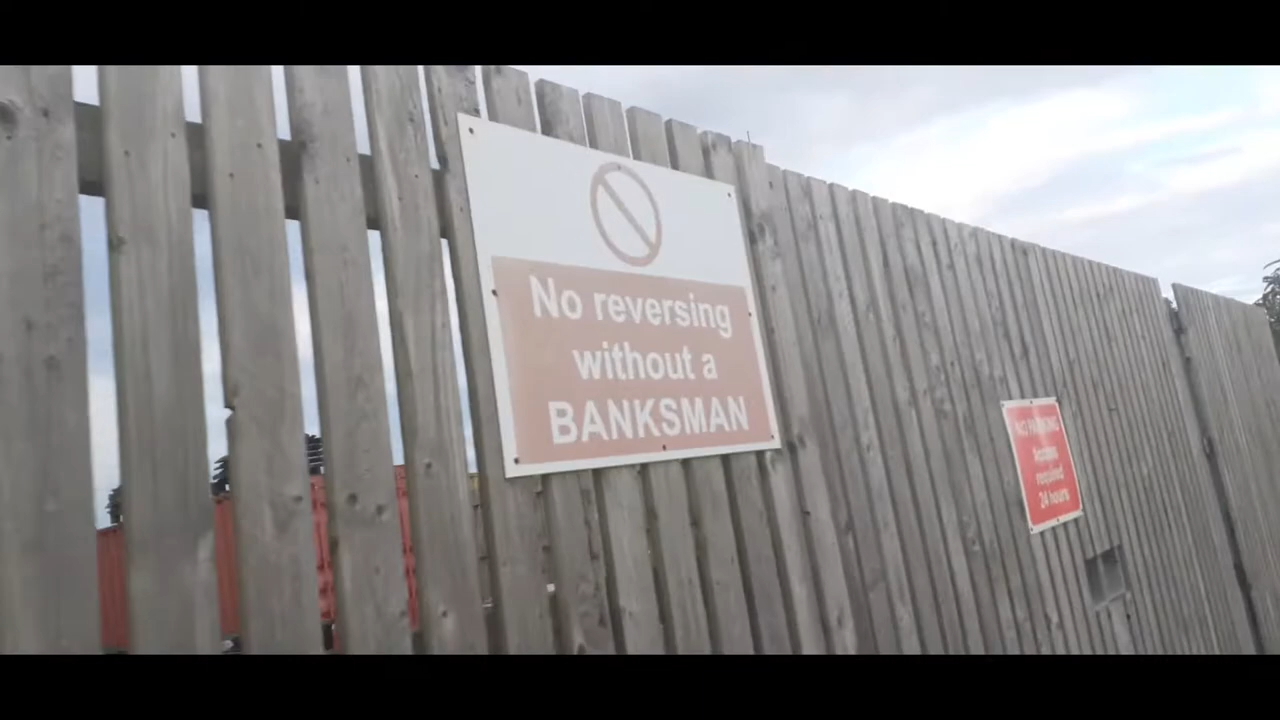 No reversing
without a
BANKSMAN
NO PARKING
Access
required
24 hours